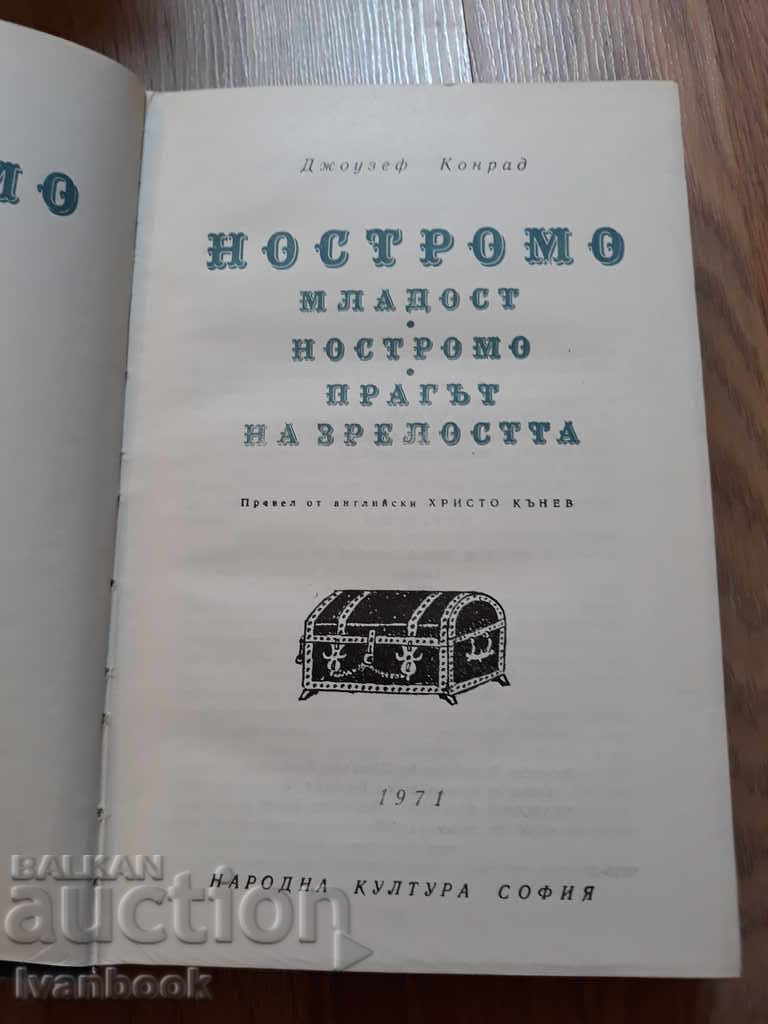 МО
Джоузеф Конрад
НОСТРОМО
МЛАДОСТ
•
НОСТРОМО
•
ПРАГЪТ
НА ЗРЕЛОСТТА
Превел от английски ХРИСТО КЪНЕВ
1971
НАРОДНА КУЛТУРА СОФИЯ
BALKAN
auction
Ivanbook